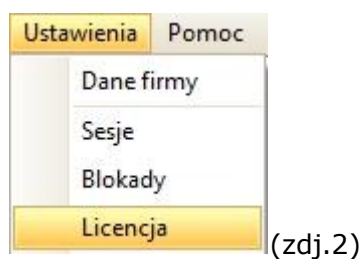 Ustawienia Pomoc
Dane firmy
Sesje
Blokady
Licencja (zdj.2)